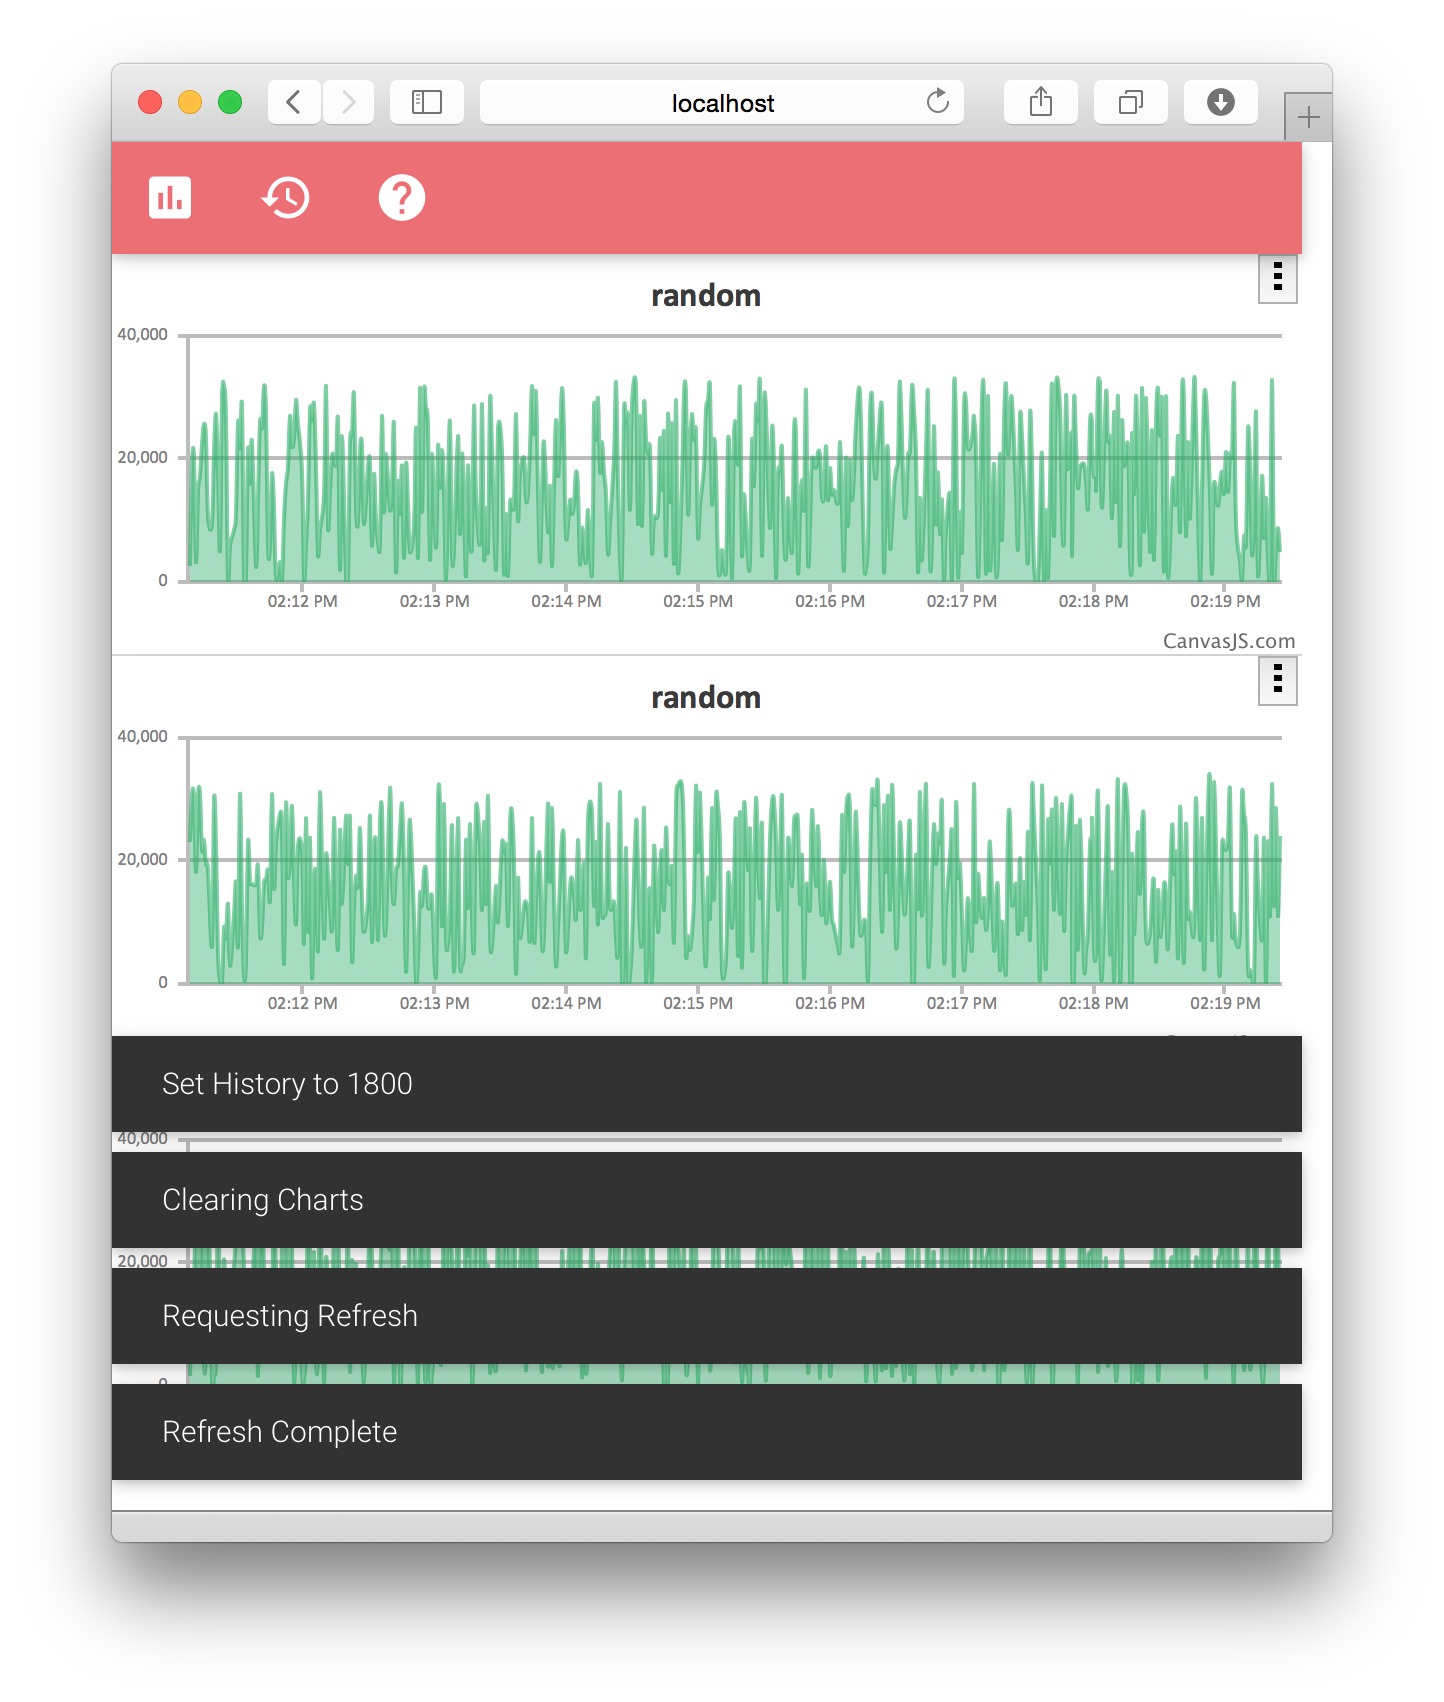 localhost
random
40,000
20,000
0
02:12 PM 02:13 PM 02:14 PM 02:15 PM 02:16 PM 02:17 PM 02:18 PM 02:19 PM
CanvasJS.com
random
40,000
20,000
0
02:12 PM 02:13 PM 02:14 PM 02:15 PM 02:16 PM 02:17 PM 02:18 PM 02:19 PM
Set History to 1800
40,000
Clearing Charts
20,000
Requesting Refresh
Refresh Complete